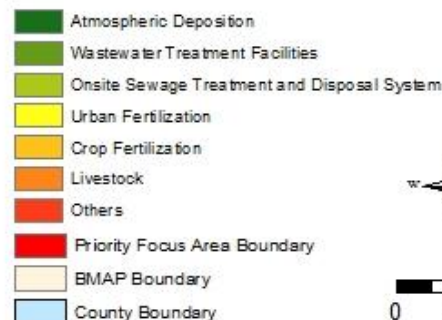 Atmospheric Deposition
Wastewater Treatment Facilities
Onsite Sewage Treatment and Disposal System
Urban Fertilization
Crop Fertilization
Livestock
W
Others
Priority Focus Area Boundary
BMAP Boundary
County Boundary
0